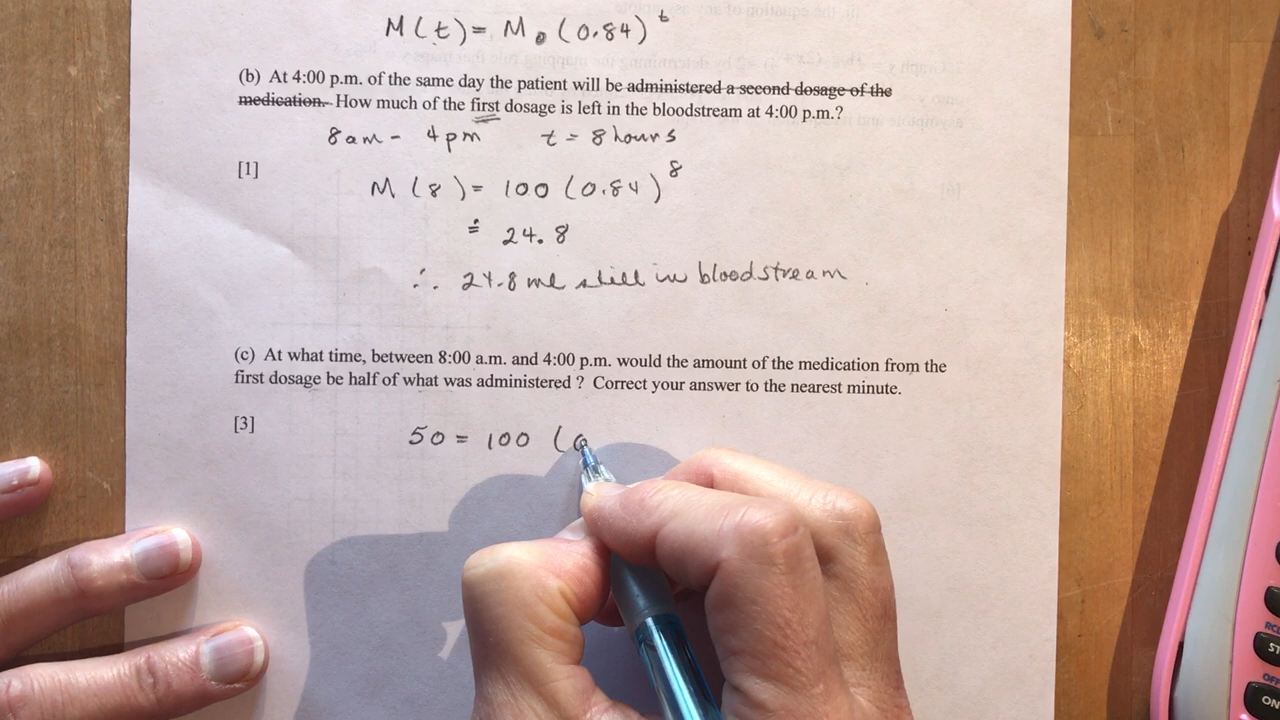 M(t) = M₀ (0.84)ᵗ
(b) At 4:00 p.m. of the same day the patient will be administered a second dosage of the
medication. How much of the first dosage is left in the bloodstream at 4:00 p.m.?
8am - 4pm t = 8 hours
[1]
M(8) = 100 (0.84)⁸
≐ 24.8
∴ 24.8 ml still in bloodstream
(c) At what time, between 8:00 a.m. and 4:00 p.m. would the amount of the medication from the
first dosage be half of what was administered ? Correct your answer to the nearest minute.
[3]
50 = 100 (0
ON